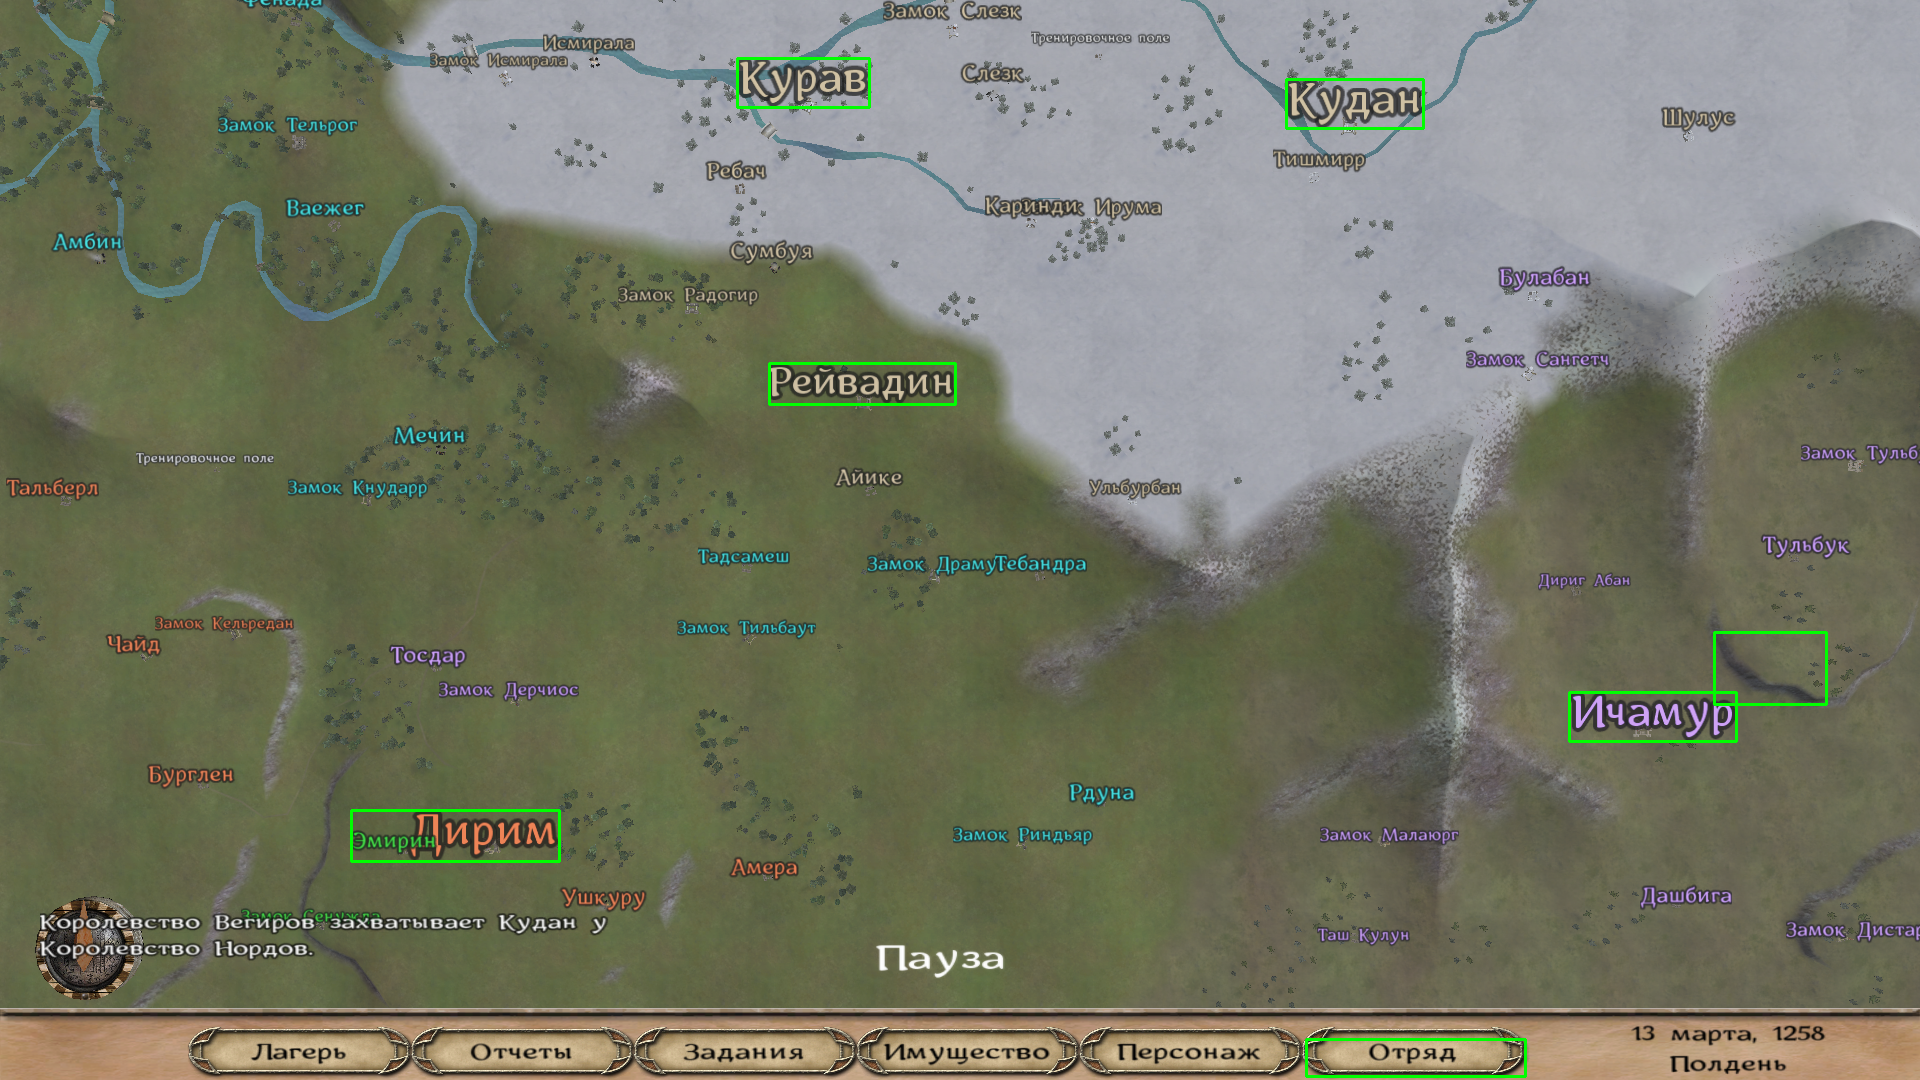 Фенада
Замок Слезк
Исмирала
Тренировочное поле
Замок Исмирала
Курав
Слезк
Кудан
Шулус
Замок Тельрог
Тишмирр
Ребач
Ваежег
Каринди
Ирума
Амбин
Сумбуя
Булабан
Замок Радогир
Замок Сангетч
Рейвадин
Мечин
Тренировочное поле
Замок Тульб
Айике
Тальберл
Замок Кнударр
Ульбурбан
Тульбук
Тадсамеш
Замок Драму
Тебандра
Дириг Абан
Замок Кельредан
Замок Тильбаут
Чайд
Тосдар
Замок Дерчиос
Ичамур
Бурглен
Рдуна
Эмирин
Дирим
Замок Риндьяр
Замок Малаюрг
Амера
Ушкуру
Дашбига
Замок Сенужда
Королевство Вегиров захватывает Кудан у
Королевство Нордов.
Таш Кулун
Замок Дистар
Пауза
Лагерь
Отчеты
Задания
Имущество
Персонаж
Отряд
13 марта, 1258
Полдень